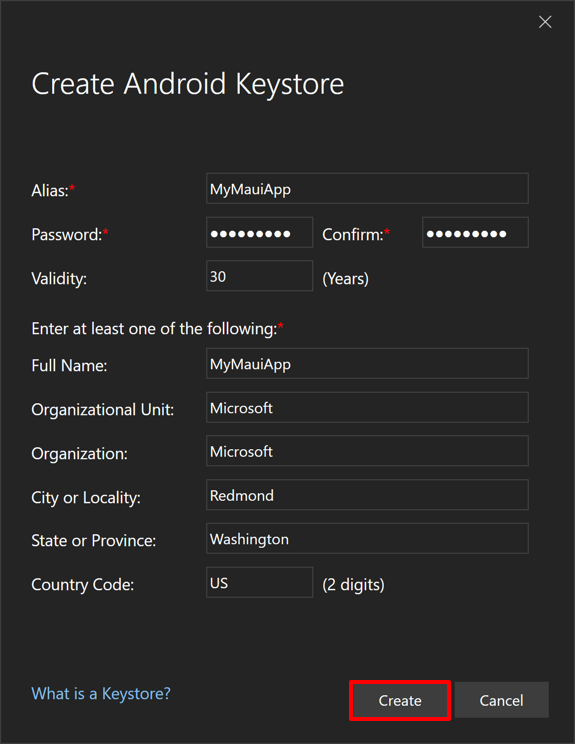 Create Android Keystore
Alias:* MyMauiApp
Password:* ●●●●●●●●● Confirm:* ●●●●●●●●●
Validity: 30 (Years)
Enter at least one of the following:*
Full Name: MyMauiApp
Organizational Unit: Microsoft
Organization: Microsoft
City or Locality: Redmond
State or Province: Washington
Country Code: US (2 digits)
What is a Keystore? Create Cancel